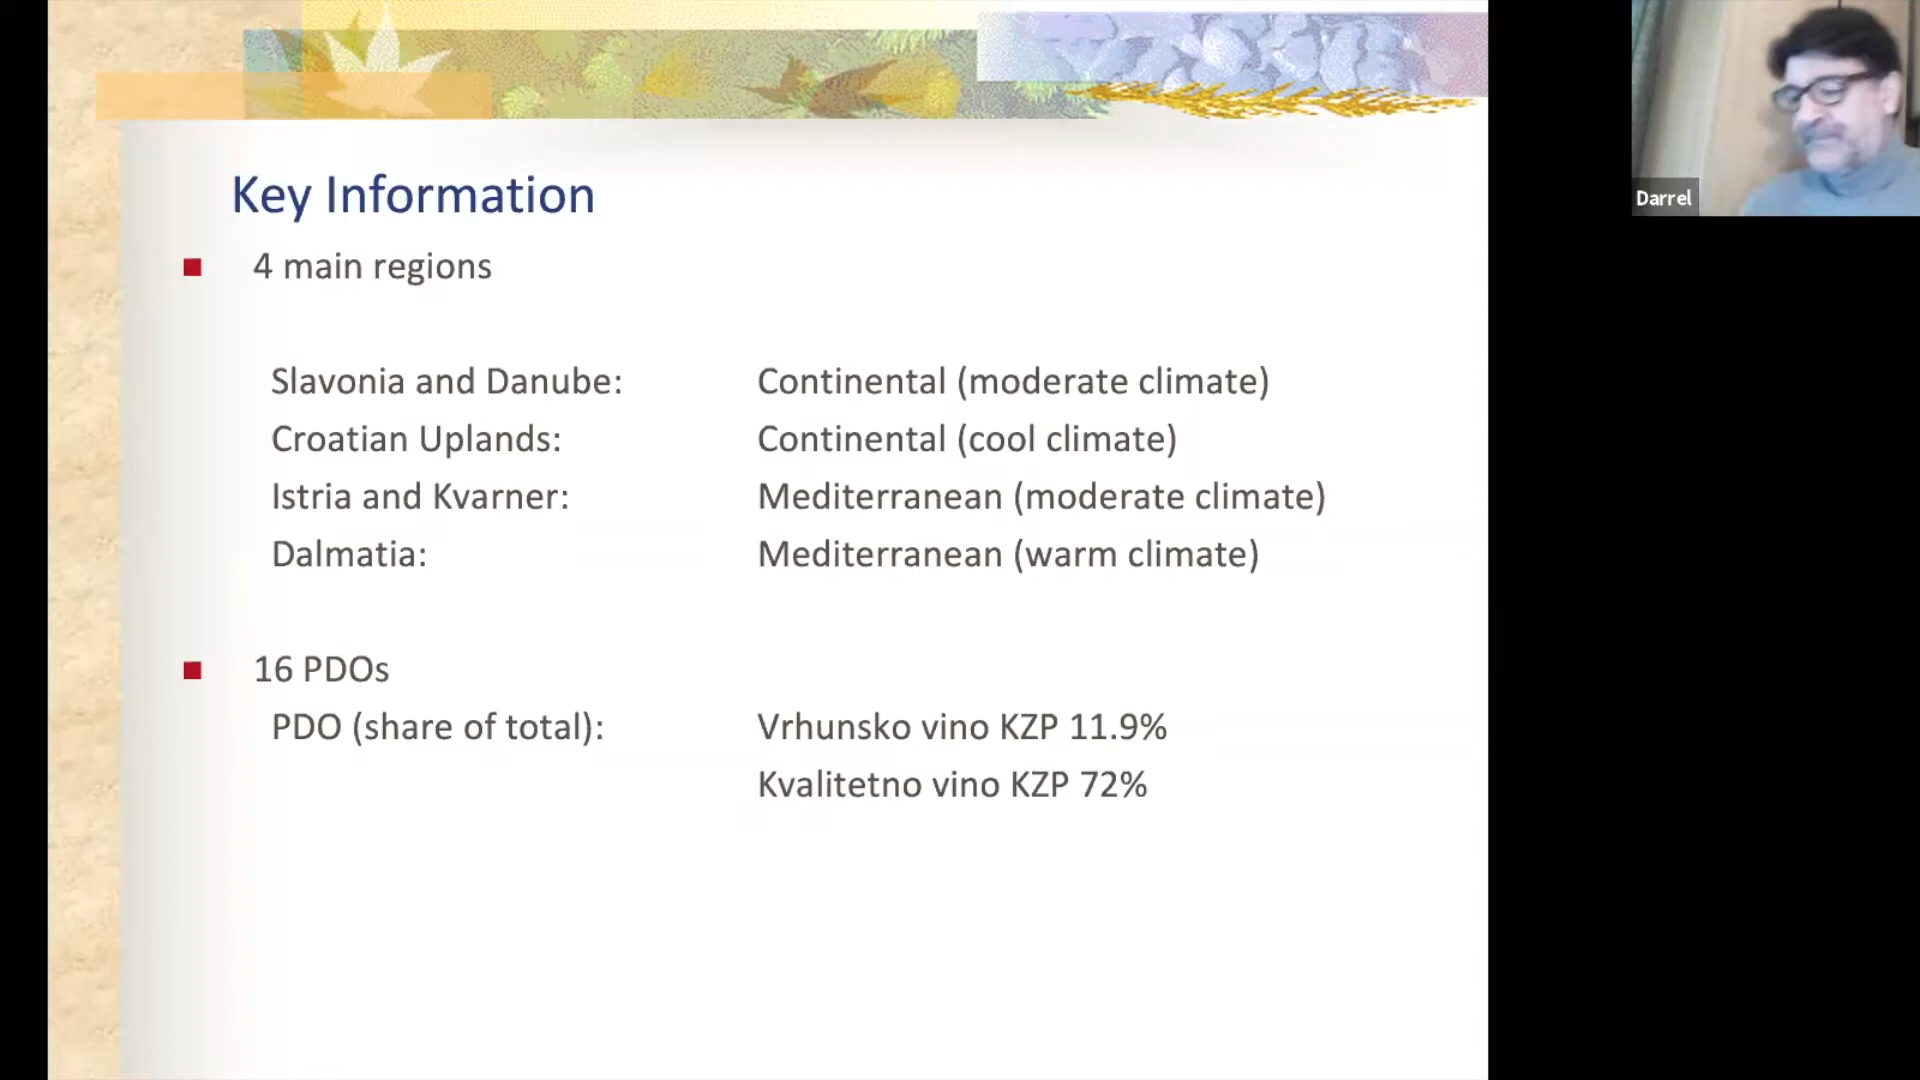 Key Information
4 main regions
Slavonia and Danube: Continental (moderate climate)
Croatian Uplands: Continental (cool climate)
Istria and Kvarner: Mediterranean (moderate climate)
Dalmatia: Mediterranean (warm climate)
16 PDOs
PDO (share of total): Vrhunsko vino KZP 11.9%
Kvalitetno vino KZP 72%
Darrel